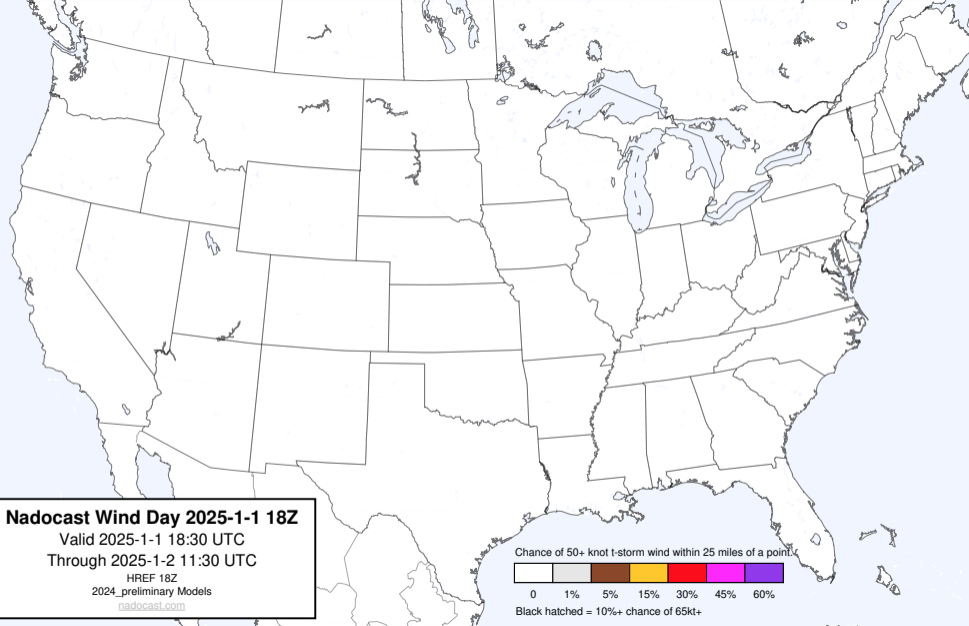 Nadocast Wind Day 2025-1-1 18Z
Valid 2025-1-1 18:30 UTC
Through 2025-1-2 11:30 UTC
HREF 18Z
2024_preliminary Models
nadocast.com
Chance of 50+ knot t-storm wind within 25 miles of a point.
0 1% 5% 15% 30% 45% 60%
Black hatched = 10%+ chance of 65kt+